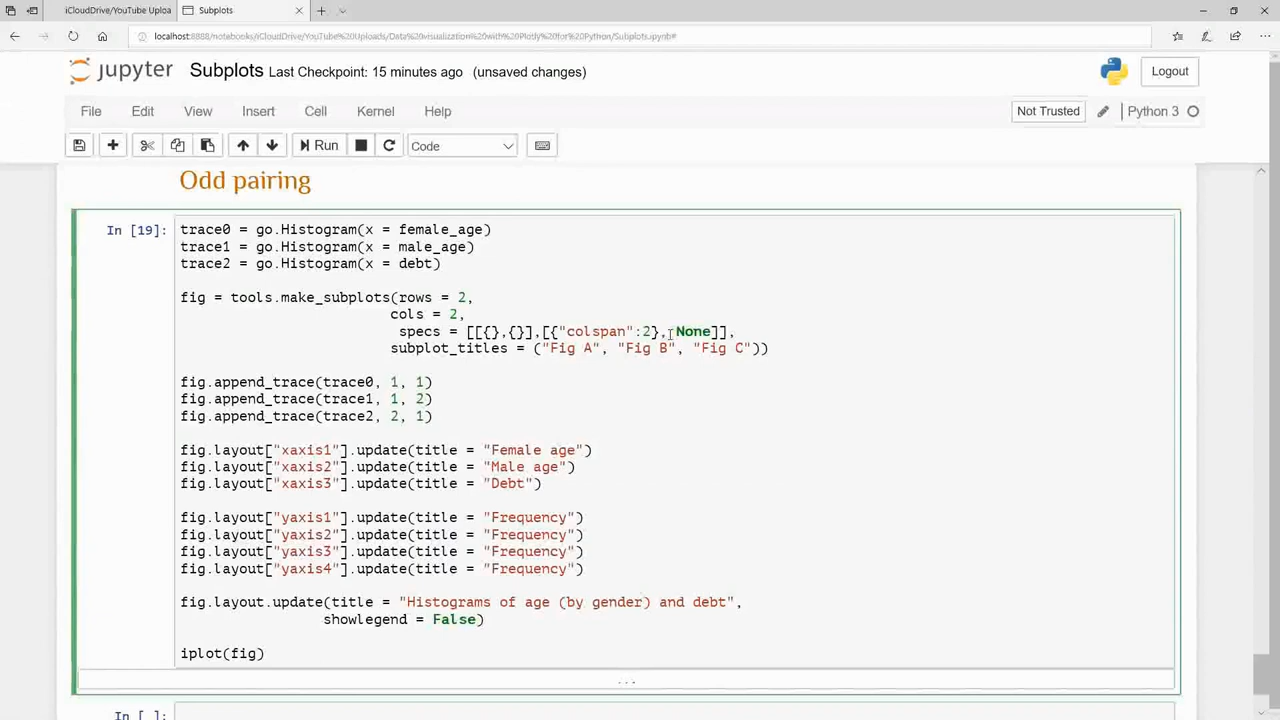 iCloudDrive/YouTube Uploa
Subplots
localhost:8888/notebooks/iCloudDrive/YouTube%20Uploads/Data%20visualization%20with%20Plotly%20for%20Python/Subplots.ipynb#
jupyter Subplots Last Checkpoint: 15 minutes ago (unsaved changes) Logout
File Edit View Insert Cell Kernel Help Not Trusted Python 3
Run Code
Odd pairing
In [19]:
trace0 = go.Histogram(x = female_age)
trace1 = go.Histogram(x = male_age)
trace2 = go.Histogram(x = debt)
fig = tools.make_subplots(rows = 2,
cols = 2,
specs = [[{},{}],[{"colspan":2}, None]],
subplot_titles = ("Fig A", "Fig B", "Fig C"))
fig.append_trace(trace0, 1, 1)
fig.append_trace(trace1, 1, 2)
fig.append_trace(trace2, 2, 1)
fig.layout["xaxis1"].update(title = "Female age")
fig.layout["xaxis2"].update(title = "Male age")
fig.layout["xaxis3"].update(title = "Debt")
fig.layout["yaxis1"].update(title = "Frequency")
fig.layout["yaxis2"].update(title = "Frequency")
fig.layout["yaxis3"].update(title = "Frequency")
fig.layout["yaxis4"].update(title = "Frequency")
fig.layout.update(title = "Histograms of age (by gender) and debt",
showlegend = False)
iplot(fig)
...
In [ ]: